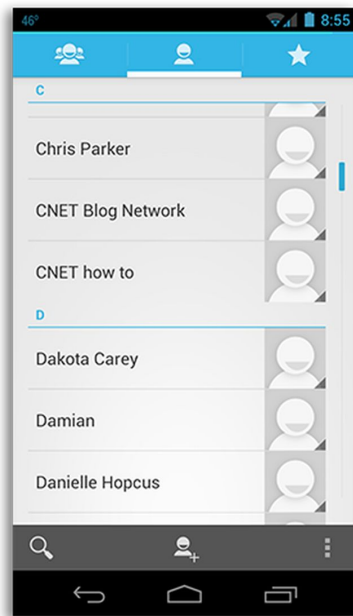 46°
8:55
C
Chris Parker
CNET Blog Network
CNET how to
D
Dakota Carey
Damian
Danielle Hopcus